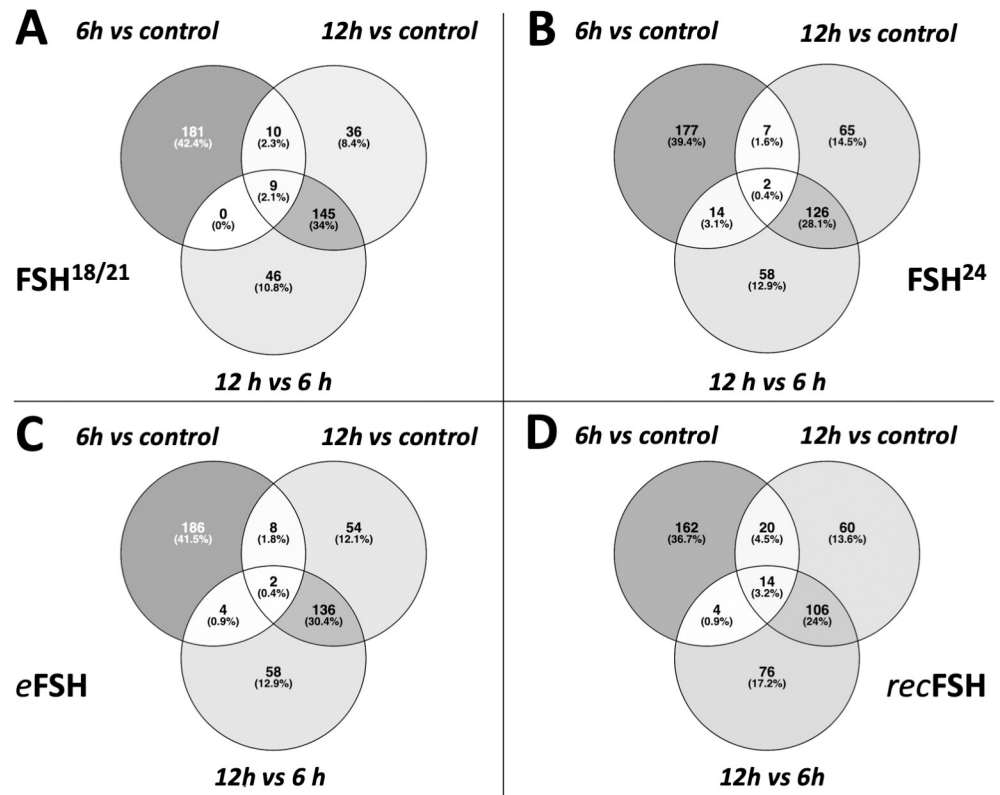 A
6h vs control
12h vs control
181
(42.4%)
10
(2.3%)
36
(8.4%)
9
(2.1%)
0
(0%)
145
(34%)
46
(10.8%)
FSH18/21
12 h vs 6 h
B
6h vs control
12h vs control
177
(39.4%)
7
(1.6%)
65
(14.5%)
2
(0.4%)
14
(3.1%)
126
(28.1%)
58
(12.9%)
FSH24
12 h vs 6 h
C
6h vs control
12h vs control
186
(41.5%)
8
(1.8%)
54
(12.1%)
2
(0.4%)
4
(0.9%)
136
(30.4%)
58
(12.9%)
eFSH
12h vs 6 h
D
6h vs control
12h vs control
162
(36.7%)
20
(4.5%)
60
(13.6%)
14
(3.2%)
4
(0.9%)
106
(24%)
76
(17.2%)
recFSH
12h vs 6h